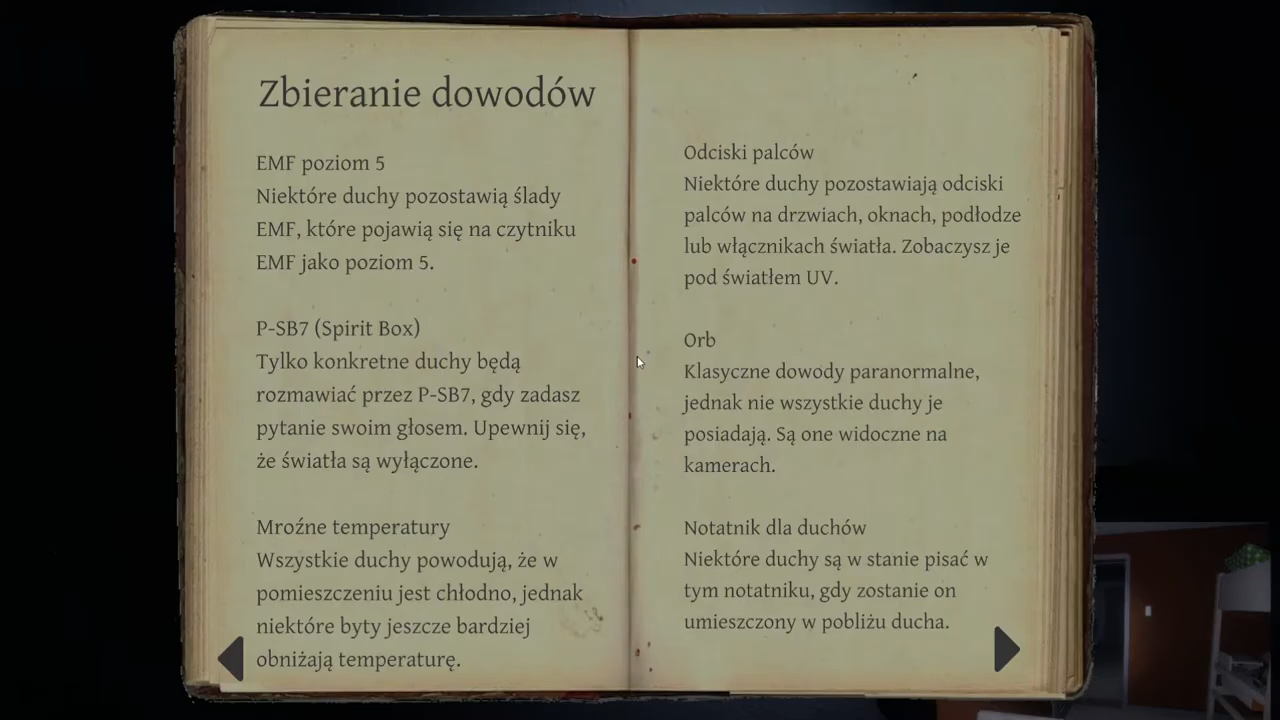 Zbieranie dowodów
EMF poziom 5
Niektóre duchy pozostawią ślady
EMF, które pojawią się na czytniku
EMF jako poziom 5.
P-SB7 (Spirit Box)
Tylko konkretne duchy będą
rozmawiać przez P-SB7, gdy zadasz
pytanie swoim głosem. Upewnij się,
że światła są wyłączone.
Mroźne temperatury
Wszystkie duchy powodują, że w
pomieszczeniu jest chłodno, jednak
niektóre byty jeszcze bardziej
obniżają temperaturę.
Odciski palców
Niektóre duchy pozostawiają odciski
palców na drzwiach, oknach, podłodze
lub włącznikach światła. Zobaczysz je
pod światłem UV.
Orb
Klasyczne dowody paranormalne,
jednak nie wszystkie duchy je
posiadają. Są one widoczne na
kamerach.
Notatnik dla duchów
Niektóre duchy są w stanie pisać w
tym notatniku, gdy zostanie on
umieszczony w pobliżu ducha.